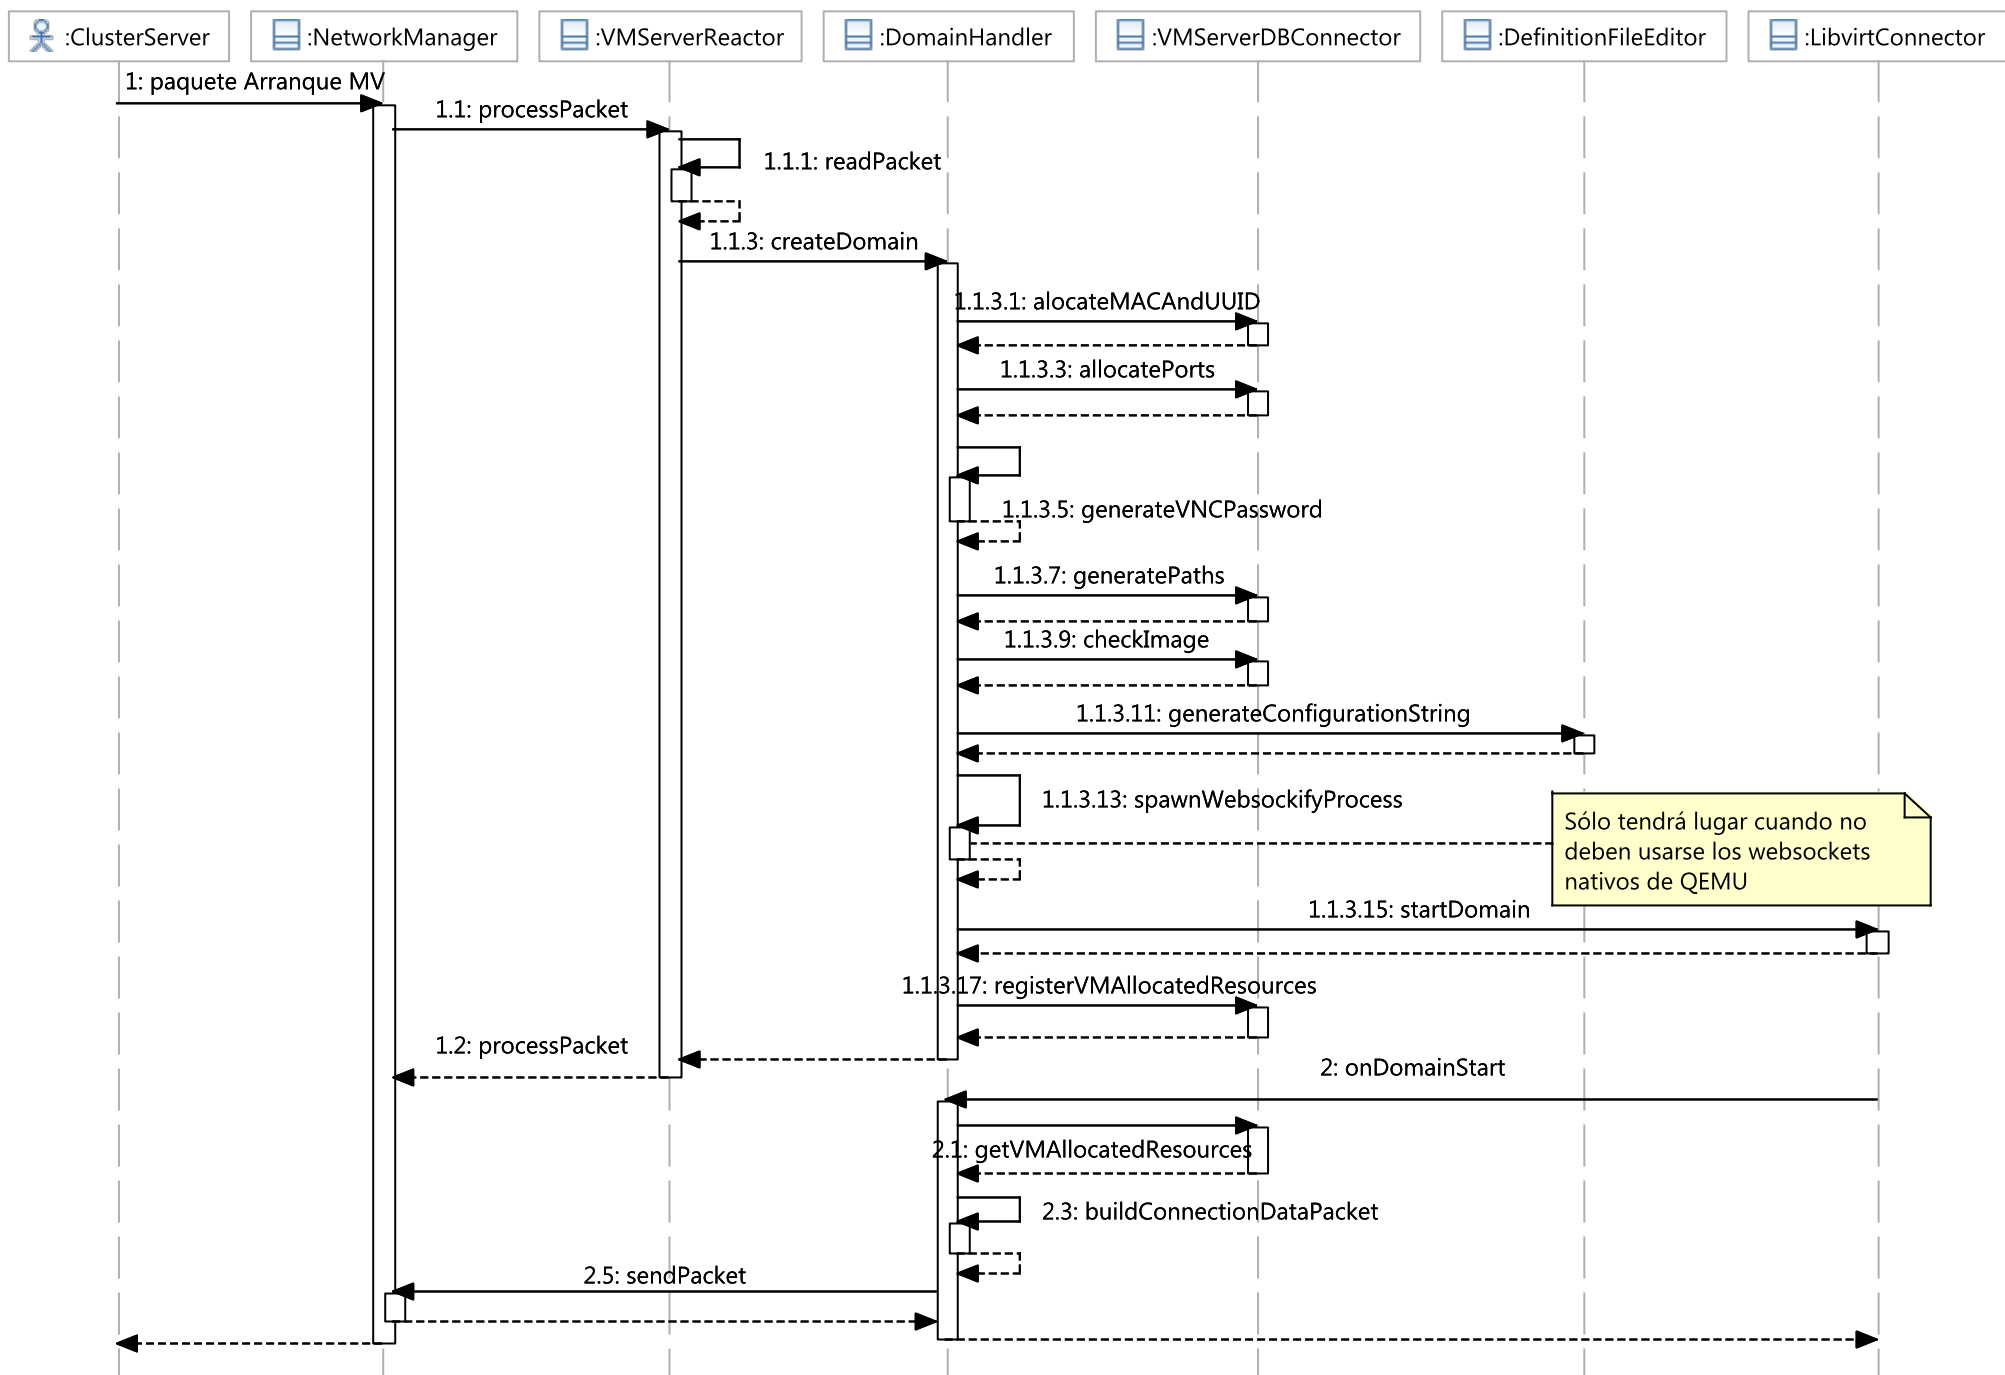 :ClusterServer
:NetworkManager
:VMServerReactor
:DomainHandler
:VMServerDBConnector
:DefinitionFileEditor
:LibvirtConnector
1: paquete Arranque MV
1.1: processPacket
1.1.1: readPacket
1.1.3: createDomain
1.1.3.1: alocateMACAndUUID
1.1.3.3: allocatePorts
1.1.3.5: generateVNCPassword
1.1.3.7: generatePaths
1.1.3.9: checkImage
1.1.3.11: generateConfigurationString
1.1.3.13: spawnWebsockifyProcess
Sólo tendrá lugar cuando no
deben usarse los websockets
nativos de QEMU
1.1.3.15: startDomain
1.1.3.17: registerVMAllocatedResources
1.2: processPacket
2: onDomainStart
2.1: getVMAllocatedResources
2.3: buildConnectionDataPacket
2.5: sendPacket